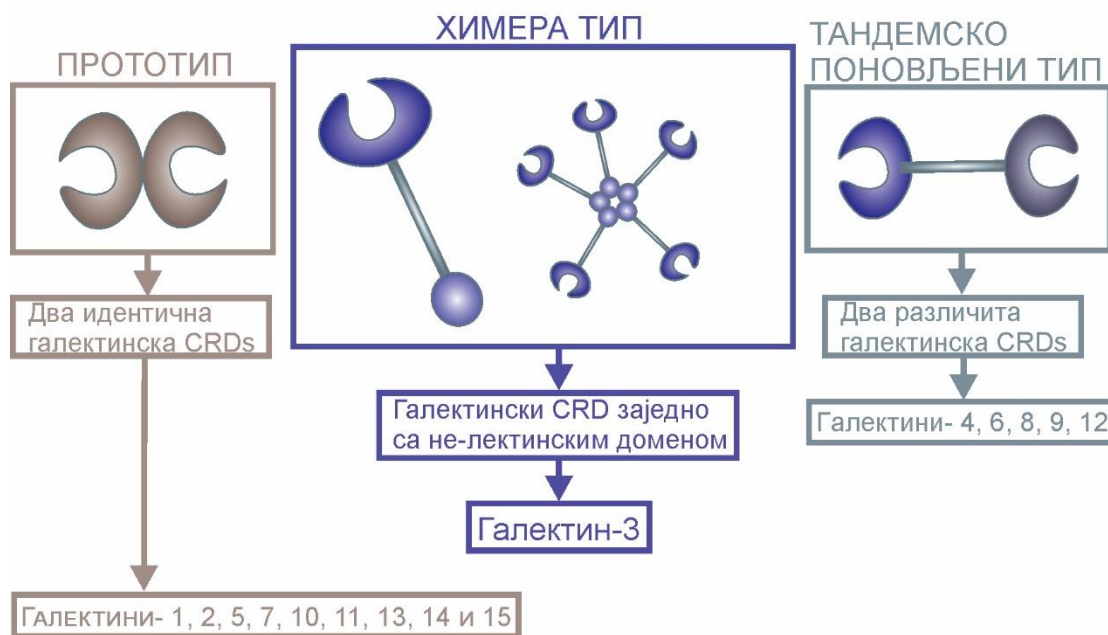 ПРОТОТИП
Два идентична
галектинска CRDs
ГАЛЕКТИНИ- 1, 2, 5, 7, 10, 11, 13, 14 и 15
ХИМЕРА ТИП
Галектински CRD заједно
са не-лектинским доменом
Галектин-3
ТАНДЕМСКО
ПОНОВЉЕНИ ТИП
Два различита
галектинска CRDs
Галектини- 4, 6, 8, 9, 12